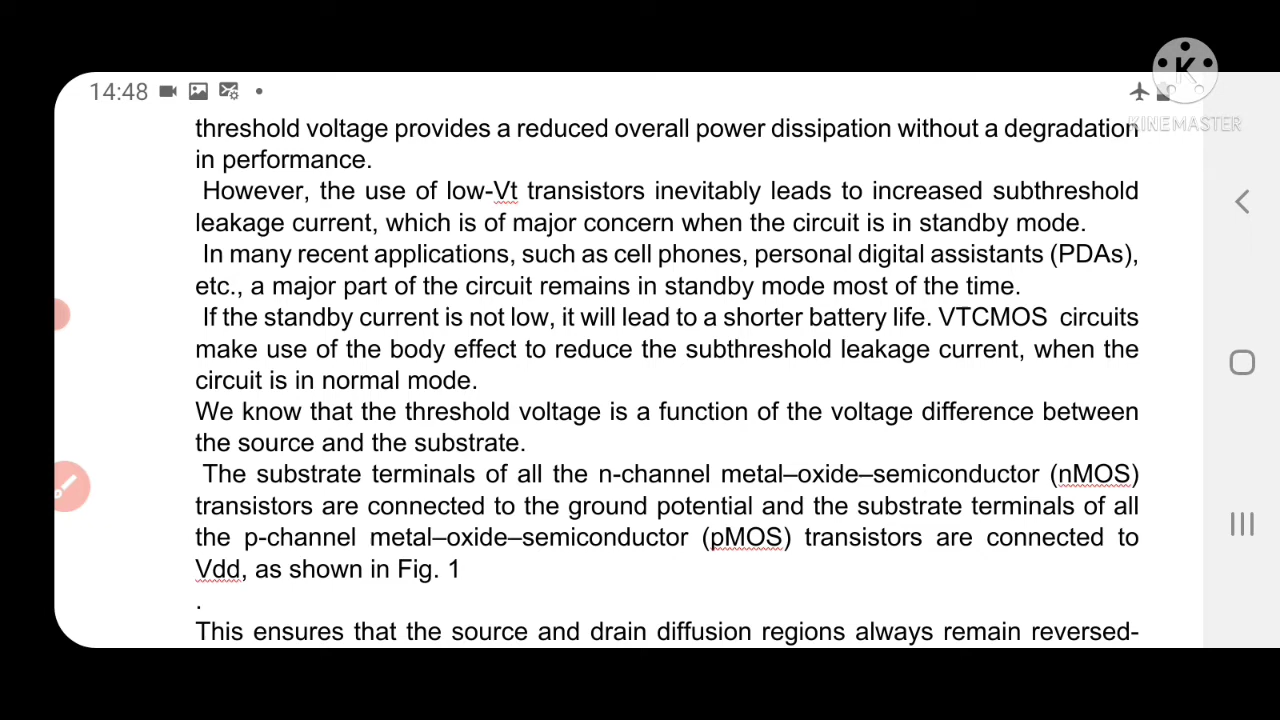 14:48
KINEMASTER
threshold voltage provides a reduced overall power dissipation without a degradation
in performance.
However, the use of low-Vt transistors inevitably leads to increased subthreshold
leakage current, which is of major concern when the circuit is in standby mode.
In many recent applications, such as cell phones, personal digital assistants (PDAs),
etc., a major part of the circuit remains in standby mode most of the time.
If the standby current is not low, it will lead to a shorter battery life. VTCMOS circuits
make use of the body effect to reduce the subthreshold leakage current, when the
circuit is in normal mode.
We know that the threshold voltage is a function of the voltage difference between
the source and the substrate.
The substrate terminals of all the n-channel metal–oxide–semiconductor (nMOS)
transistors are connected to the ground potential and the substrate terminals of all
the p-channel metal–oxide–semiconductor (pMOS) transistors are connected to
Vdd, as shown in Fig. 1
.
This ensures that the source and drain diffusion regions always remain reversed-